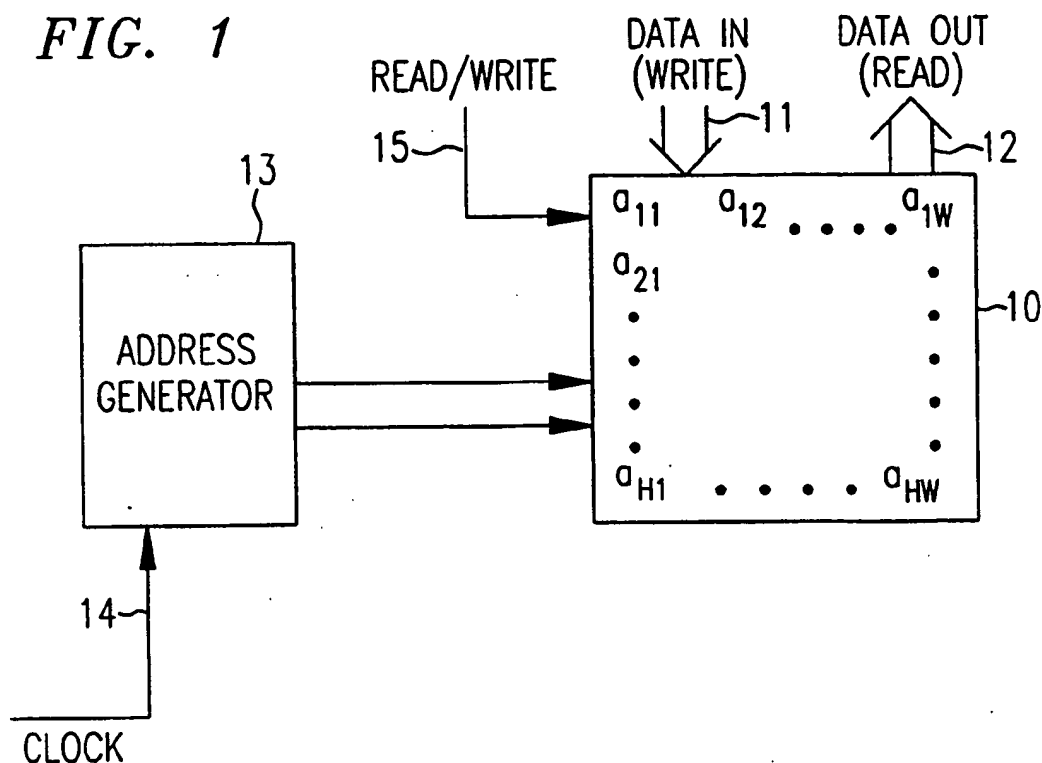 FIG. 1
READ/WRITE
DATA IN
(WRITE)
DATA OUT
(READ)
15
11
12
13
a11 a12 . . . . a1W
a21
10
ADDRESS
GENERATOR
aH1 . . . . aHW
14
CLOCK